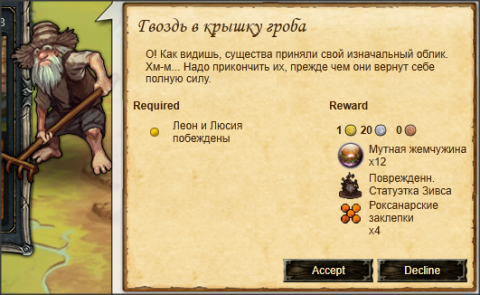 Гвоздь в крышку гроба
О! Как видишь, существа приняли свой изначальный облик.
Хм-м... Надо прикончить их, прежде чем они вернут себе
полную силу.
Required
Леон и Люсия
побеждены
Reward
1 20 0
Мутная жемчужина
x12
Поврежденн.
Статуэтка Зивса
Роксанарские
заклепки
x4
Accept
Decline